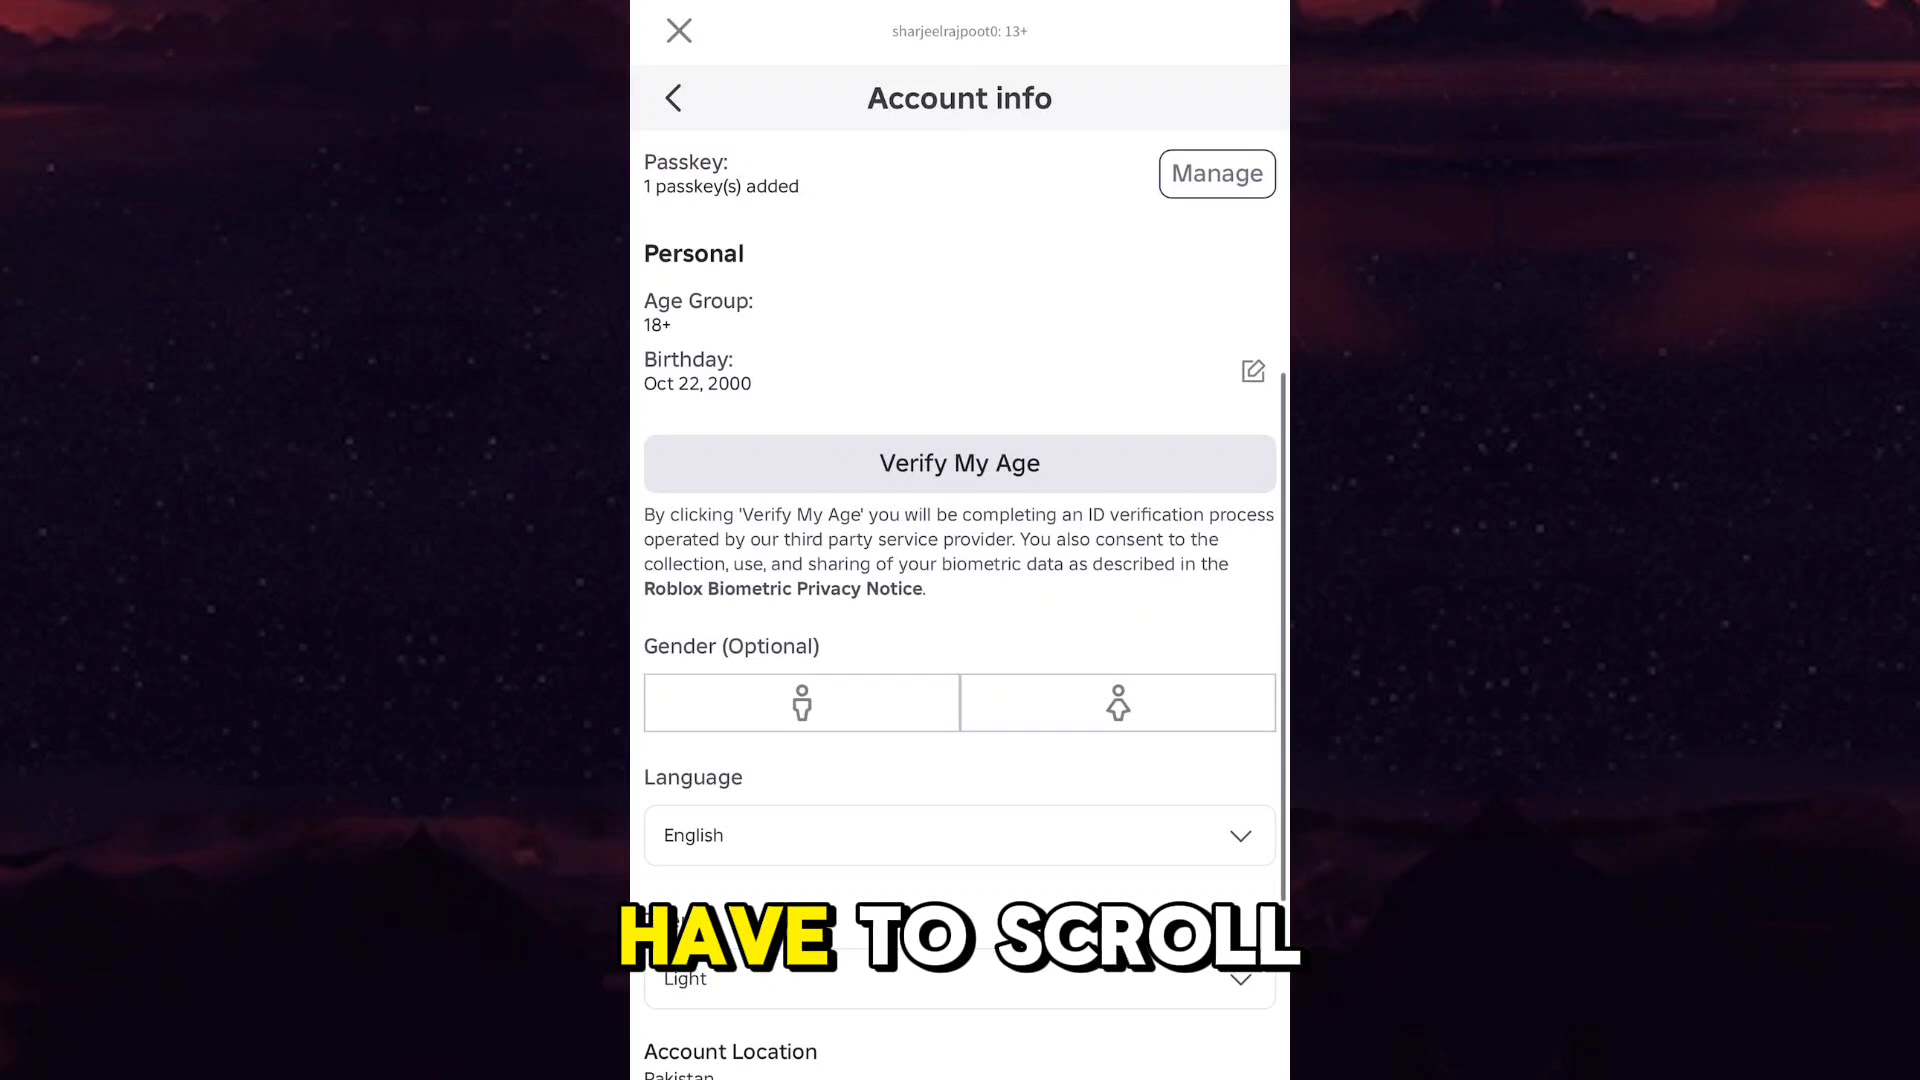 sharjeelrajpoot0: 13+
Account info
Passkey:
1 passkey(s) added
Manage
Personal
Age Group:
18+
Birthday:
Oct 22, 2000
Verify My Age
By clicking 'Verify My Age' you will be completing an ID verification process
operated by our third party service provider. You also consent to the
collection, use, and sharing of your biometric data as described in the
Roblox Biometric Privacy Notice.
Gender (Optional)
Language
English
HAVE TO SCROLL
Light
Account Location
Pakistan